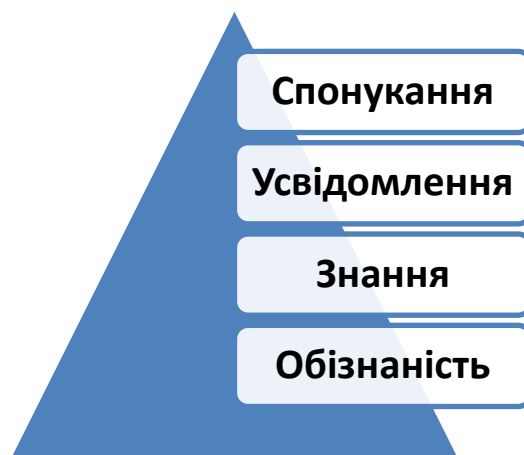 Спонукання
Усвідомлення
Знання
Обізнаність